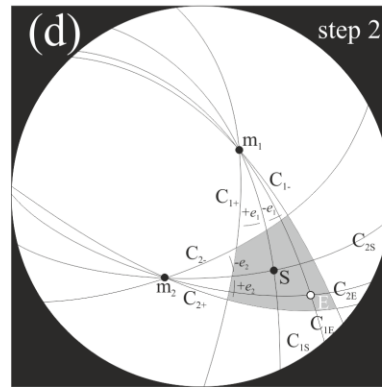 (d) step 2
m₁
C₁₊ C₁₋
+e₁ -e₁
C₂₋ -e₂ C₂S
m₂ +e₂ S
C₂₊ E C₂E
C₁E
C₁S